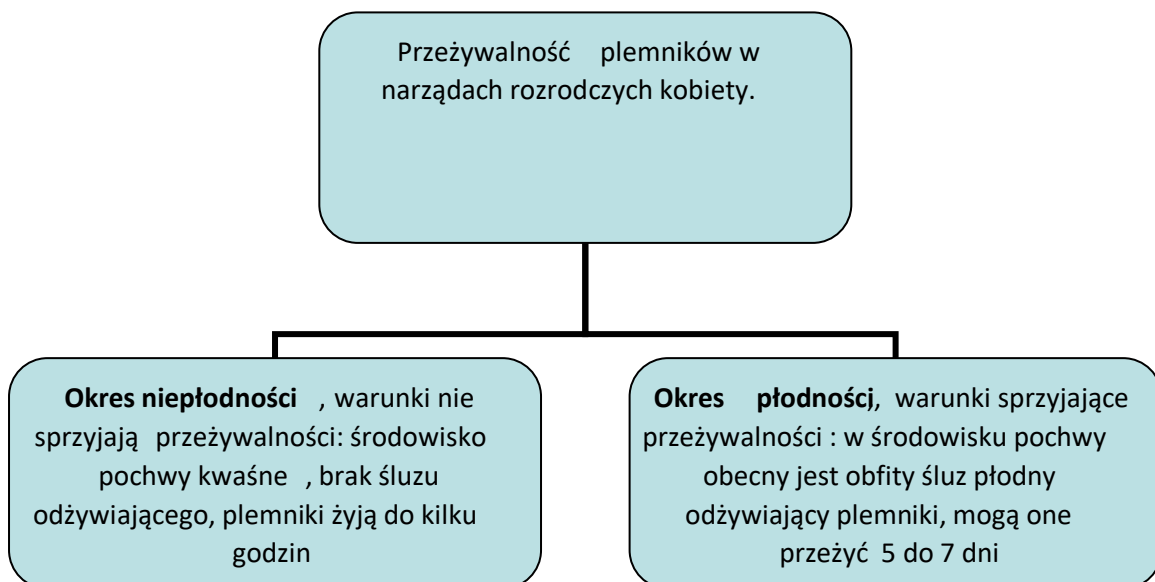 Przeżywalność plemników w
narządach rozrodczych kobiety.
Okres niepłodności , warunki nie
sprzyjają przeżywalności: środowisko
pochwy kwaśne , brak śluzu
odżywiającego, plemniki żyją do kilku
godzin
Okres płodności, warunki sprzyjające
przeżywalności : w środowisku pochwy
obecny jest obfity śluz płodny
odżywiający plemniki, mogą one
przeżyć 5 do 7 dni